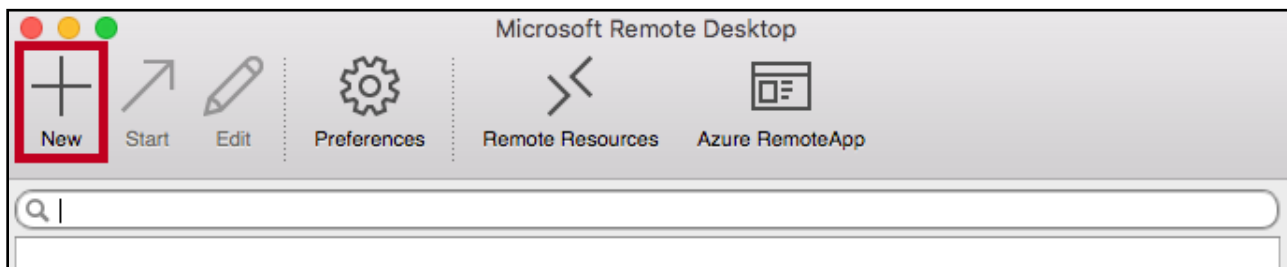 Microsoft Remote Desktop
New Start Edit Preferences Remote Resources Azure RemoteApp